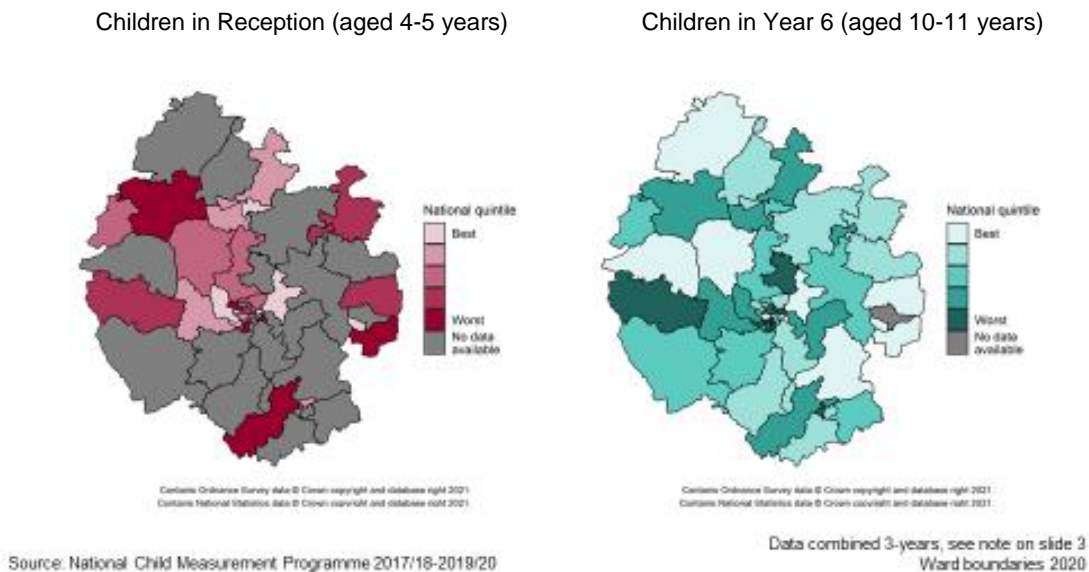 Children in Reception (aged 4-5 years)
Children in Year 6 (aged 10-11 years)
National quintile
Best
Worst
No data
available
National quintile
Best
Worst
No data
available
Contains Ordnance Survey data © Crown copyright and database right 2021
Contains National Statistics data © Crown copyright and database right 2021
Contains Ordnance Survey data © Crown copyright and database right 2021
Contains National Statistics data © Crown copyright and database right 2021
Source: National Child Measurement Programme 2017/18-2019/20
Data combined 3-years, see note on slide 3
Ward boundaries 2020